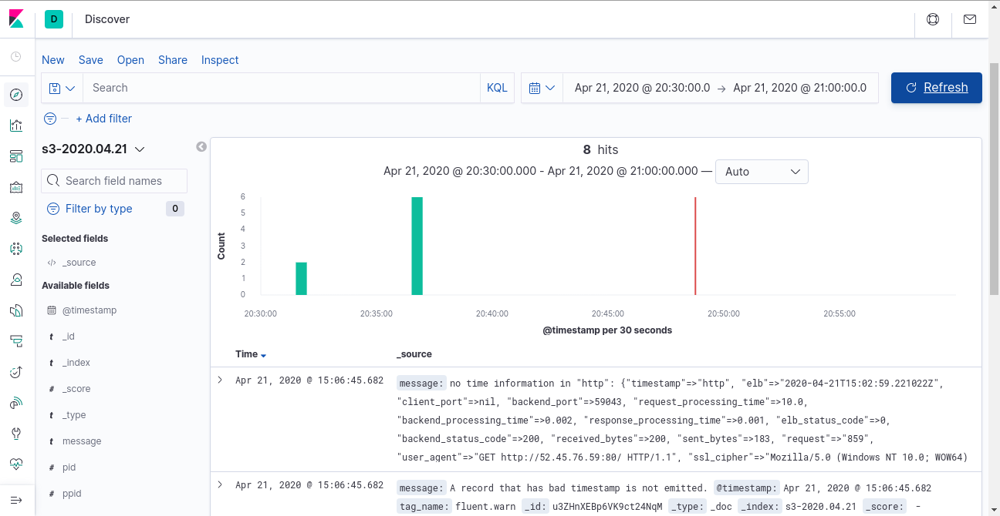 D Discover
New Save Open Share Inspect
Search KQL Apr 21, 2020 @ 20:30:00.0 → Apr 21, 2020 @ 21:00:00.0 Refresh
+ Add filter
s3-2020.04.21
Search field names
Filter by type 0
Selected fields
</> _source
Available fields
@timestamp
t _id
t _index
# _score
t _type
t message
# pid
# ppid
8 hits
Apr 21, 2020 @ 20:30:00.000 - Apr 21, 2020 @ 21:00:00.000 — Auto
Count
6
5
4
3
2
1
0
20:30:00 20:35:00 20:40:00 20:45:00 20:50:00 20:55:00
@timestamp per 30 seconds
Time _source
Apr 21, 2020 @ 15:06:45.682 message: no time information in "http": {"timestamp"=>"http", "elb"=>"2020-04-21T15:02:59.221022Z",
"client_port"=>nil, "backend_port"=>59043, "request_processing_time"=>10.0,
"backend_processing_time"=>0.002, "response_processing_time"=>0.001, "elb_status_code"=>0,
"backend_status_code"=>200, "received_bytes"=>200, "sent_bytes"=>183, "request"=>"859",
"user_agent"=>"GET http://52.45.76.59:80/ HTTP/1.1", "ssl_cipher"=>"Mozilla/5.0 (Windows NT 10.0; WOW64)
Apr 21, 2020 @ 15:06:45.682 message: A record that has bad timestamp is not emitted. @timestamp: Apr 21, 2020 @ 15:06:45.682
tag_name: fluent.warn _id: u3ZHnXEBp6VK9ct24NqM _type: _doc _index: s3-2020.04.21 _score: -